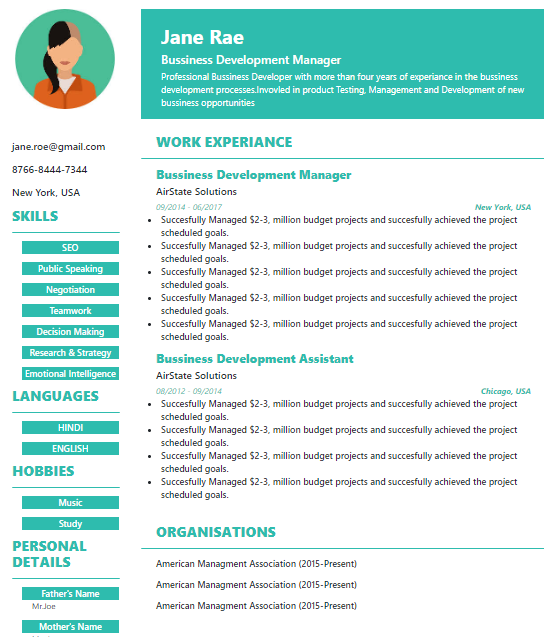 Jane Rae
Bussiness Development Manager
Professional Bussiness Developer with more than four years of experiance in the bussiness
development processes.Invovled in product Testing, Management and Development of new
bussiness opportunities
jane.roe@gmail.com
8766-8444-7344
New York, USA
SKILLS
SEO
Public Speaking
Negotiation
Teamwork
Decision Making
Research & Strategy
Emotional Intelligence
LANGUAGES
HINDI
ENGLISH
HOBBIES
Music
Study
PERSONAL
DETAILS
Father's Name
Mr.Joe
Mother's Name
WORK EXPERIANCE
Bussiness Development Manager
AirState Solutions
09/2014 - 06/2017 New York, USA
• Succesfully Managed $2-3, million budget projects and succesfully achieved the project
scheduled goals.
• Succesfully Managed $2-3, million budget projects and succesfully achieved the project
scheduled goals.
• Succesfully Managed $2-3, million budget projects and succesfully achieved the project
scheduled goals.
• Succesfully Managed $2-3, million budget projects and succesfully achieved the project
scheduled goals.
• Succesfully Managed $2-3, million budget projects and succesfully achieved the project
scheduled goals.
Bussiness Development Assistant
AirState Solutions
08/2012 - 09/2014 Chicago, USA
• Succesfully Managed $2-3, million budget projects and succesfully achieved the project
scheduled goals.
• Succesfully Managed $2-3, million budget projects and succesfully achieved the project
scheduled goals.
• Succesfully Managed $2-3, million budget projects and succesfully achieved the project
scheduled goals.
• Succesfully Managed $2-3, million budget projects and succesfully achieved the project
scheduled goals.
ORGANISATIONS
American Managment Association (2015-Present)
American Managment Association (2015-Present)
American Managment Association (2015-Present)